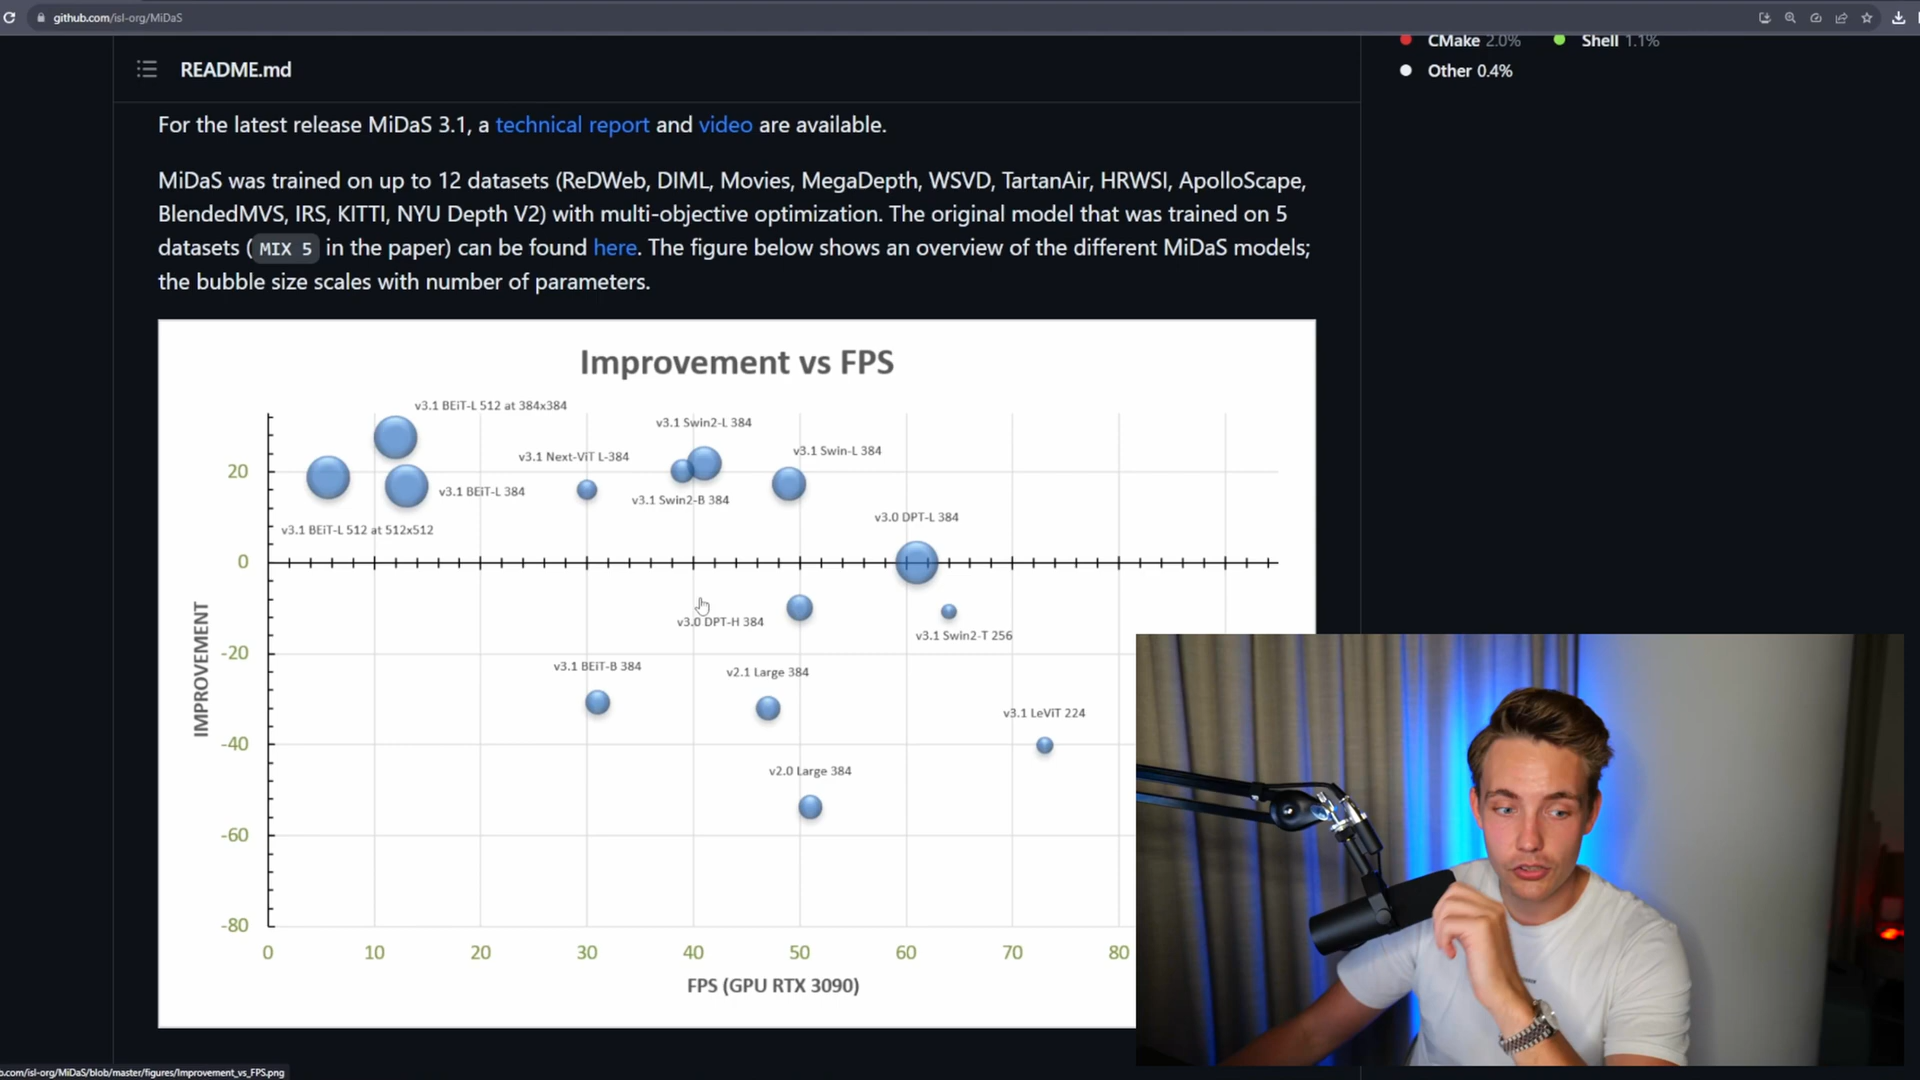 github.com/isl-org/MiDaS
CMake 2.0% Shell 1.1%
Other 0.4%
README.md
For the latest release MiDaS 3.1, a technical report and video are available.
MiDaS was trained on up to 12 datasets (ReDWeb, DIML, Movies, MegaDepth, WSVD, TartanAir, HRWSI, ApolloScape,
BlendedMVS, IRS, KITTI, NYU Depth V2) with multi-objective optimization. The original model that was trained on 5
datasets (MIX 5 in the paper) can be found here. The figure below shows an overview of the different MiDaS models;
the bubble size scales with number of parameters.
Improvement vs FPS
v3.1 BEiT-L 512 at 384x384
v3.1 Swin2-L 384
v3.1 Swin-L 384
v3.1 Next-ViT L-384
20
v3.1 BEiT-L 384
v3.1 Swin2-B 384
v3.0 DPT-L 384
v3.1 BEiT-L 512 at 512x512
0
v3.0 DPT-H 384
v3.1 Swin2-T 256
-20
v3.1 BEiT-B 384
v2.1 Large 384
IMPROVEMENT
v3.1 LeViT 224
-40
v2.0 Large 384
-60
-80
0 10 20 30 40 50 60 70 80
FPS (GPU RTX 3090)
b.com/isl-org/MiDaS/blob/master/figures/Improvement_vs_FPS.png